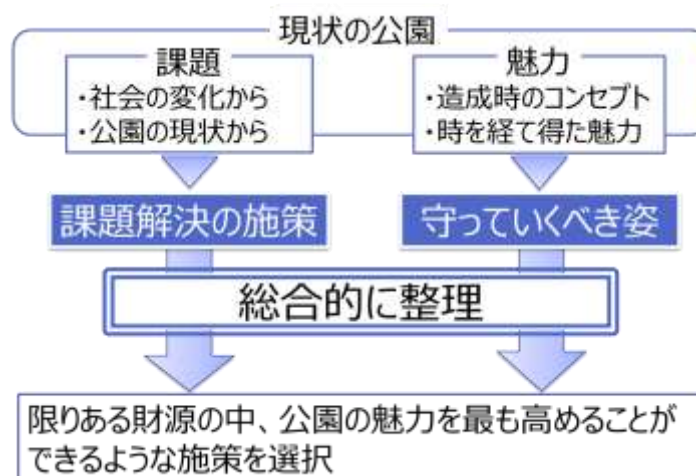 現状の公園
課題
・社会の変化から
・公園の現状から
魅力
・造成時のコンセプト
・時を経て得た魅力
課題解決の施策
守っていくべき姿
総合的に整理
限りある財源の中、公園の魅力を最も高めることが
できるような施策を選択